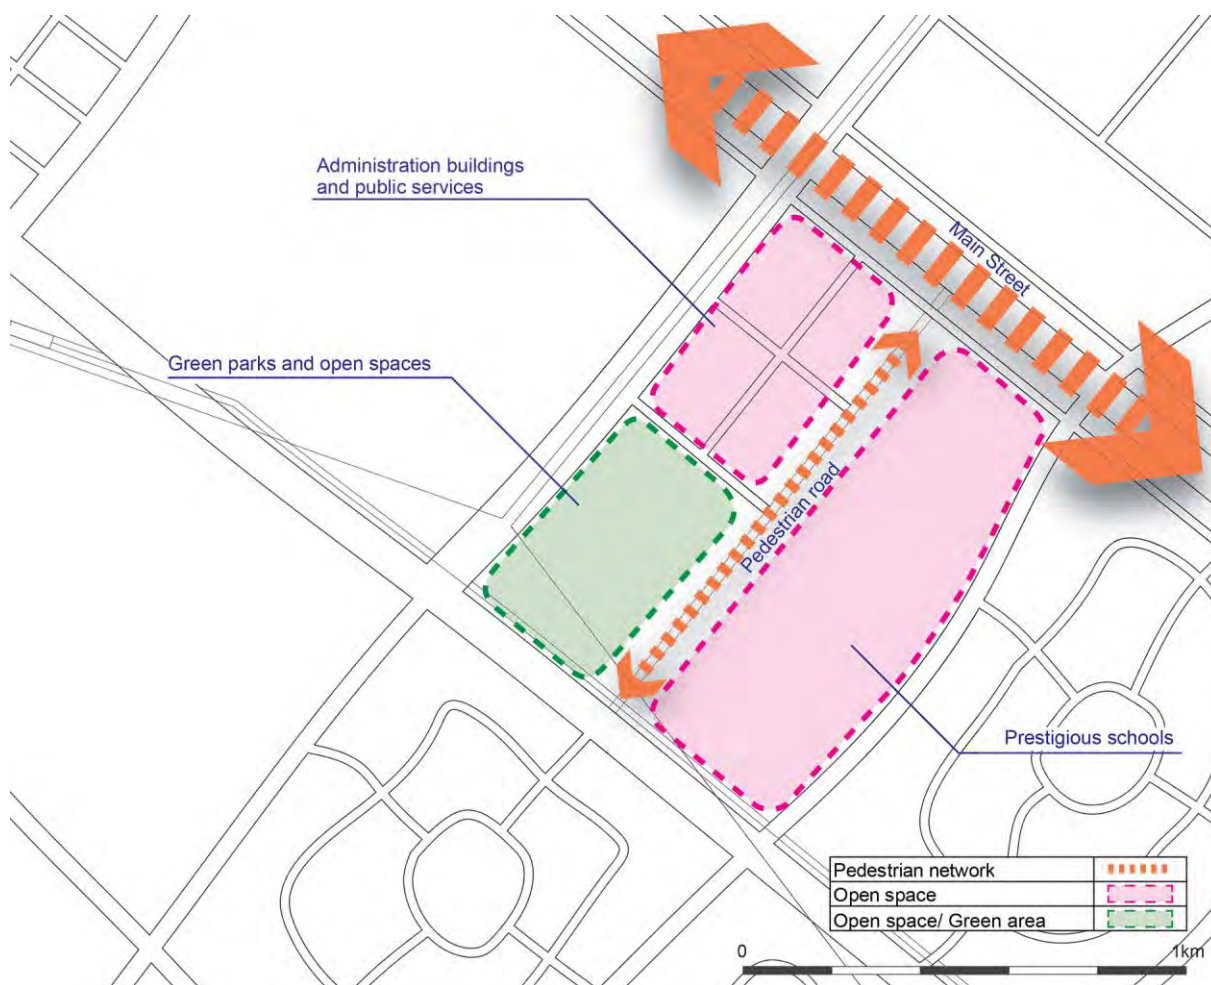 Administration buildings
and public services
Main Street
Green parks and open spaces
Pedestrian road
Prestigious schools
Pedestrian network
Open space
Open space/ Green area
0
1km